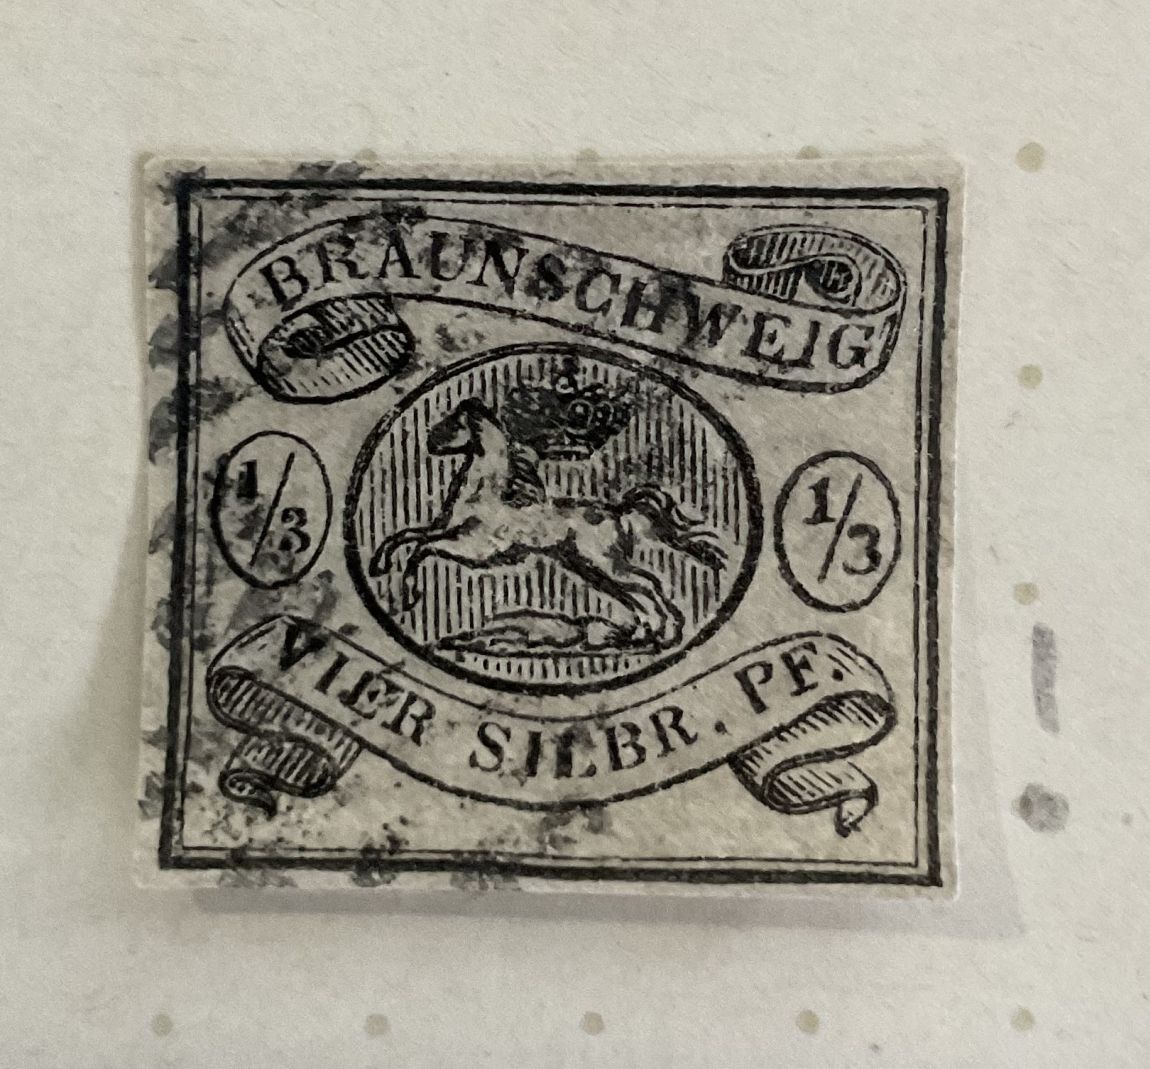 BRAUNSCHWEIG
1/3
1/3
VIER SILBR. PF.